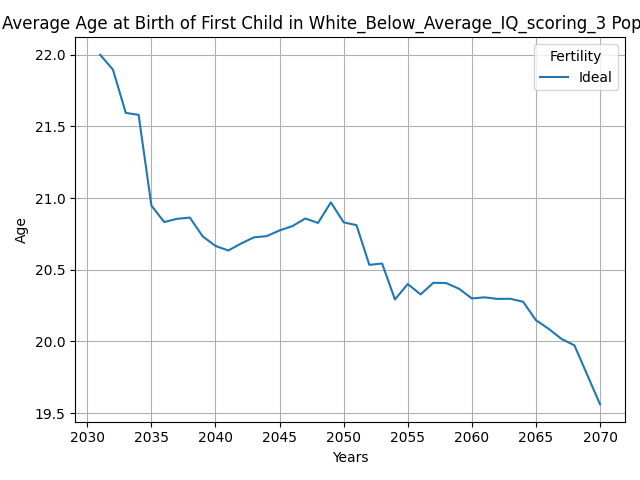 Average Age at Birth of First Child in White_Below_Average_IQ_scoring_3 Pop
Fertility
Ideal
22.0
21.5
21.0
20.5
20.0
19.5
Age
2030 2035 2040 2045 2050 2055 2060 2065 2070
Years